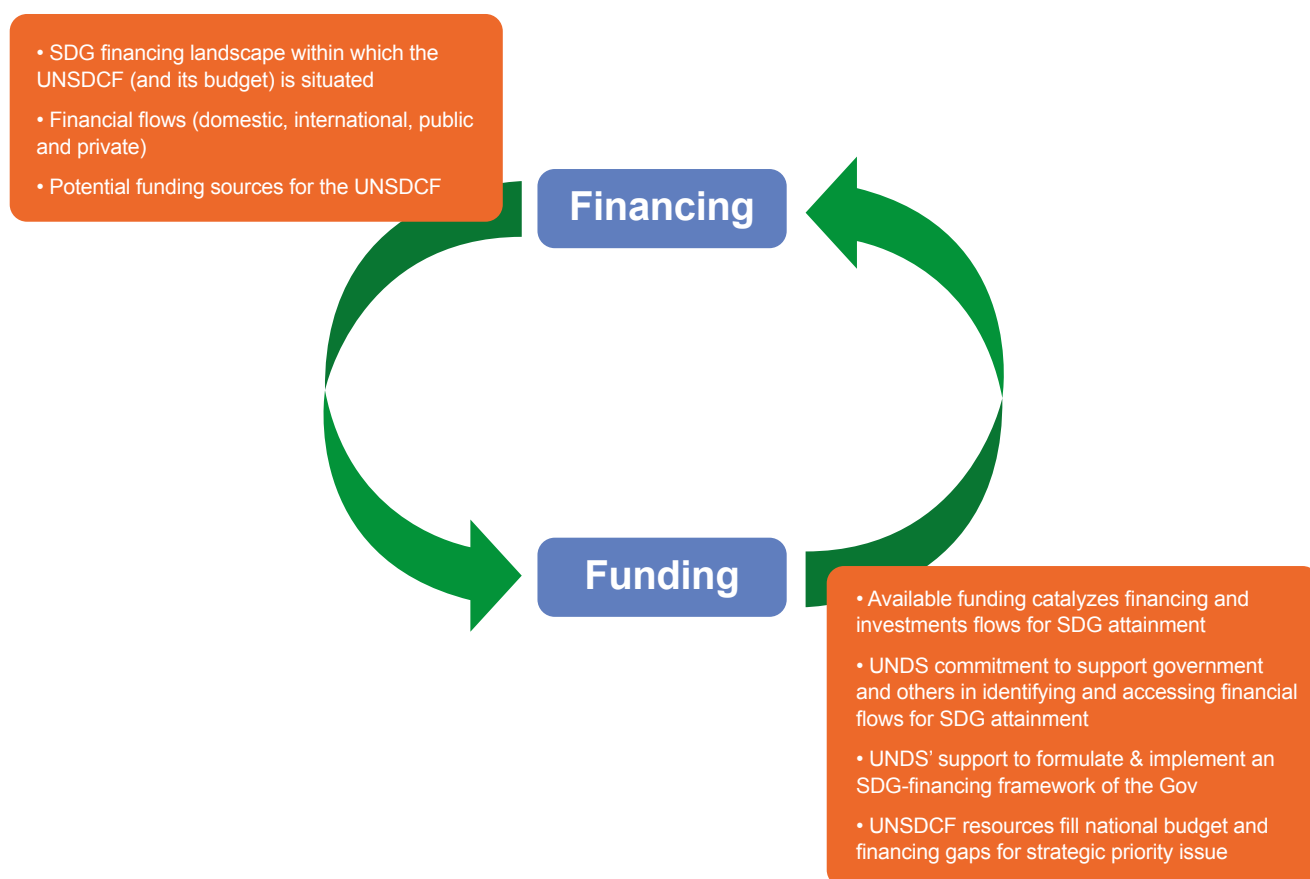 • SDG financing landscape within which the
UNSDCF (and its budget) is situated
• Financial flows (domestic, international, public
and private)
• Potential funding sources for the UNSDCF
Financing
Funding
• Available funding catalyzes financing and
investments flows for SDG attainment
• UNDS commitment to support government
and others in identifying and accessing financial
flows for SDG attainment
• UNDS’ support to formulate & implement an
SDG-financing framework of the Gov
• UNSDCF resources fill national budget and
financing gaps for strategic priority issue